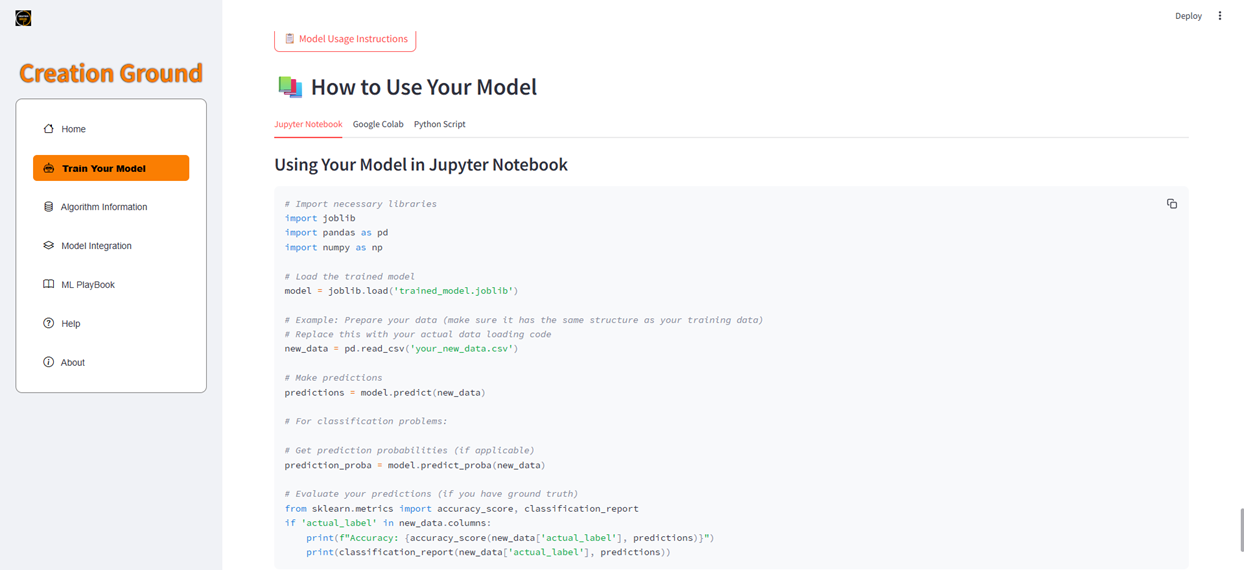 Deploy
Creation Ground
Home
Train Your Model
Algorithm Information
Model Integration
ML PlayBook
Help
About
Model Usage Instructions
How to Use Your Model
Jupyter Notebook Google Colab Python Script
Using Your Model in Jupyter Notebook
# Import necessary libraries
import joblib
import pandas as pd
import numpy as np
# Load the trained model
model = joblib.load('trained_model.joblib')
# Example: Prepare your data (make sure it has the same structure as your training data)
# Replace this with your actual data loading code
new_data = pd.read_csv('your_new_data.csv')
# Make predictions
predictions = model.predict(new_data)
# For classification problems:
# Get prediction probabilities (if applicable)
prediction_proba = model.predict_proba(new_data)
# Evaluate your predictions (if you have ground truth)
from sklearn.metrics import accuracy_score, classification_report
if 'actual_label' in new_data.columns:
    print(f"Accuracy: {accuracy_score(new_data['actual_label'], predictions)}")
    print(classification_report(new_data['actual_label'], predictions))